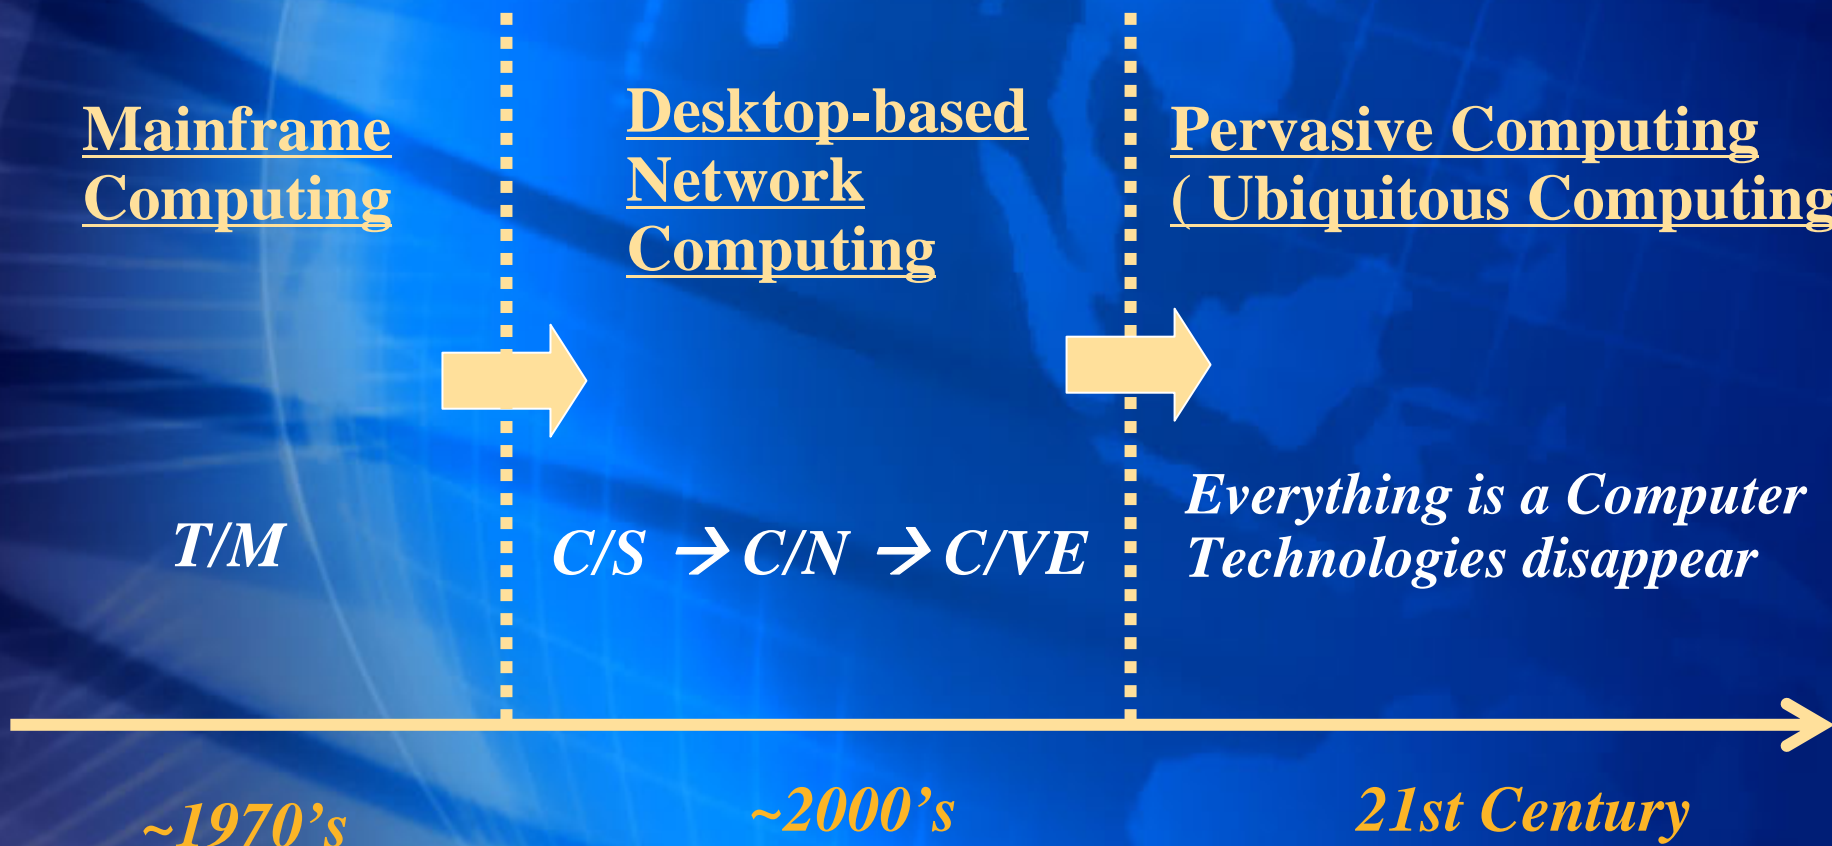 Mainframe
Computing
Desktop-based
Network
Computing
Pervasive Computing
( Ubiquitous Computing
T/M
C/S → C/N → C/VE
Everything is a Computer
Technologies disappear
~1970’s
~2000’s
21st Century